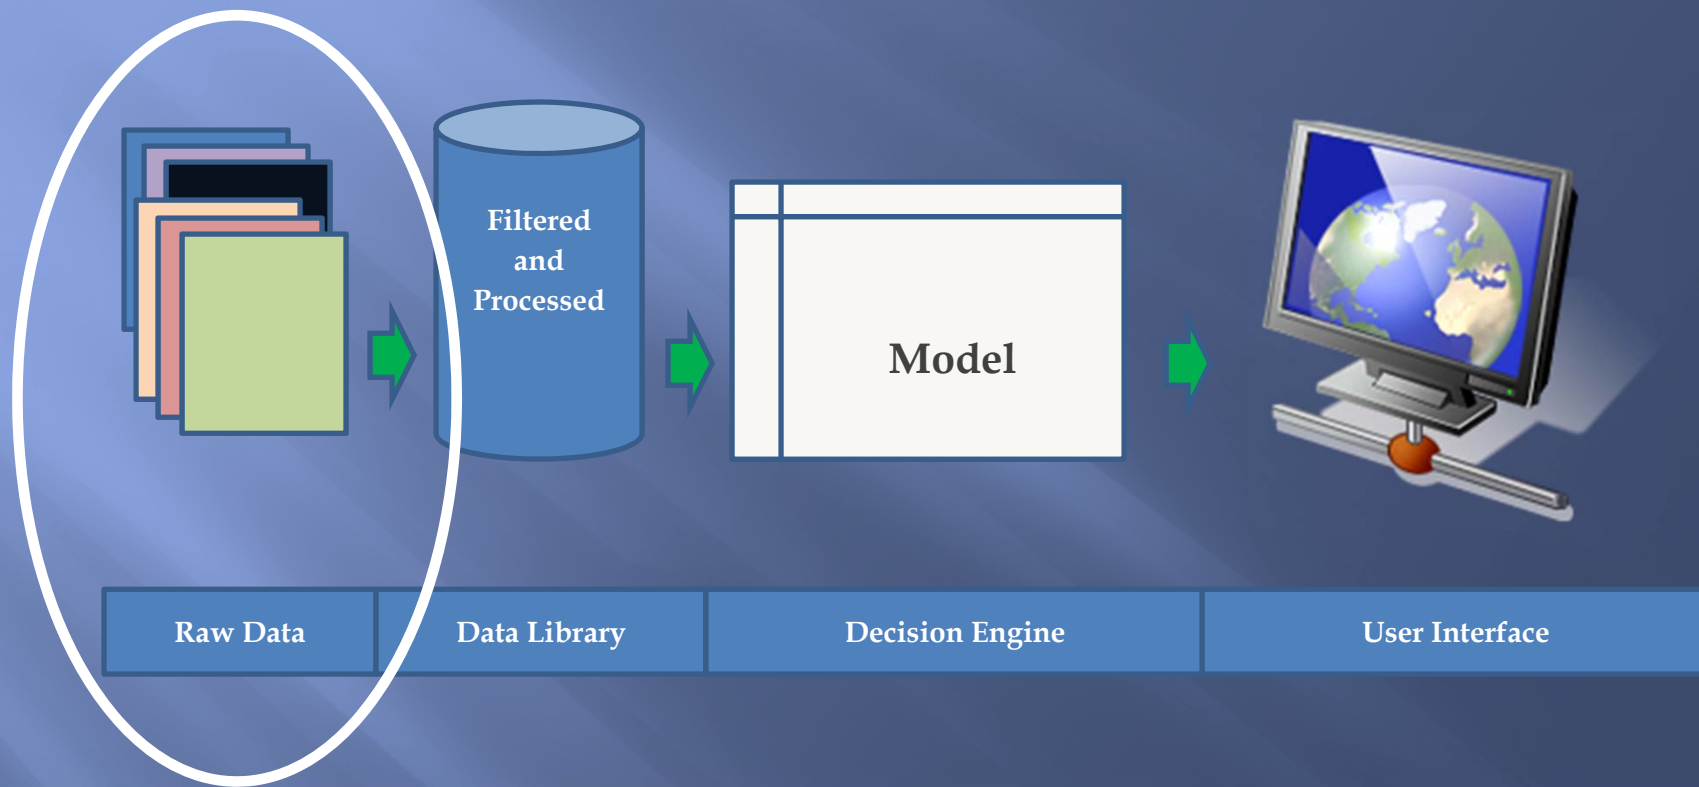 Filtered
and
Processed
Model
Raw Data
Data Library
Decision Engine
User Interface